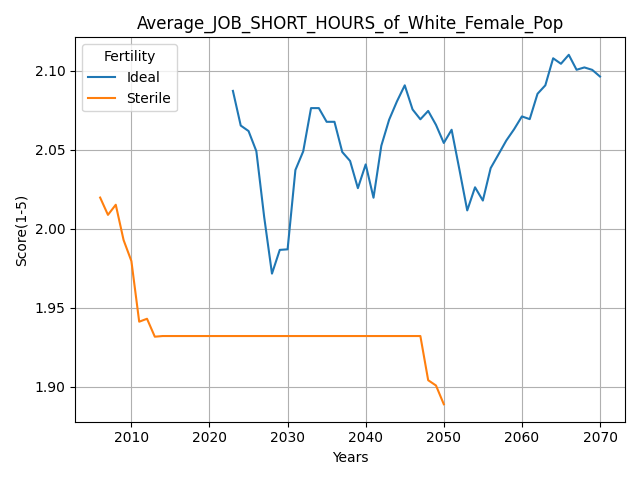 Average_JOB_SHORT_HOURS_of_White_Female_Pop
Fertility
Ideal
Sterile
Score(1-5)
2.10
2.05
2.00
1.95
1.90
2010 2020 2030 2040 2050 2060 2070
Years